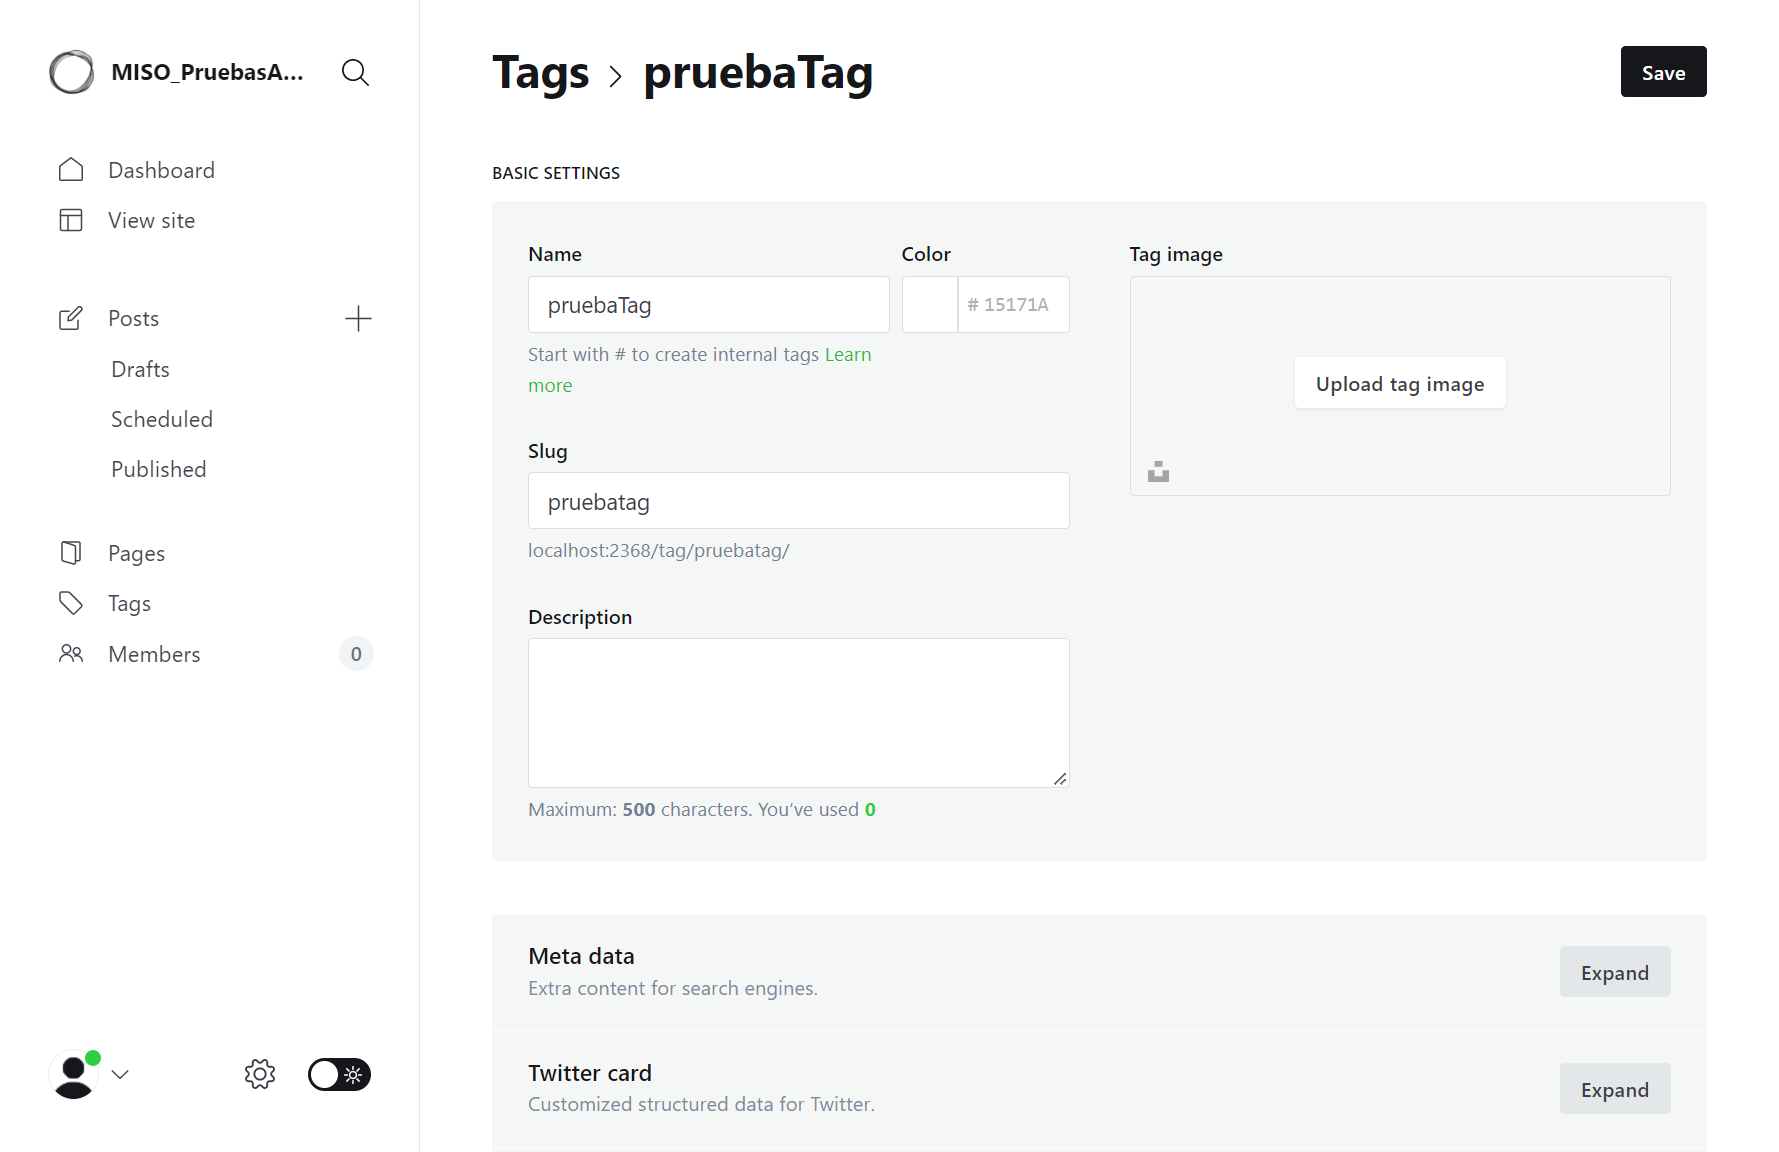 MISO_PruebasA...
Dashboard
View site
Posts
Drafts
Scheduled
Published
Pages
Tags
Members
0
Tags > pruebaTag
Save
BASIC SETTINGS
Name
pruebaTag
Color
# 15171A
Start with # to create internal tags Learn
more
Slug
pruebatag
localhost:2368/tag/pruebatag/
Description
Maximum: 500 characters. You’ve used 0
Tag image
Upload tag image
Meta data
Extra content for search engines.
Expand
Twitter card
Customized structured data for Twitter.
Expand